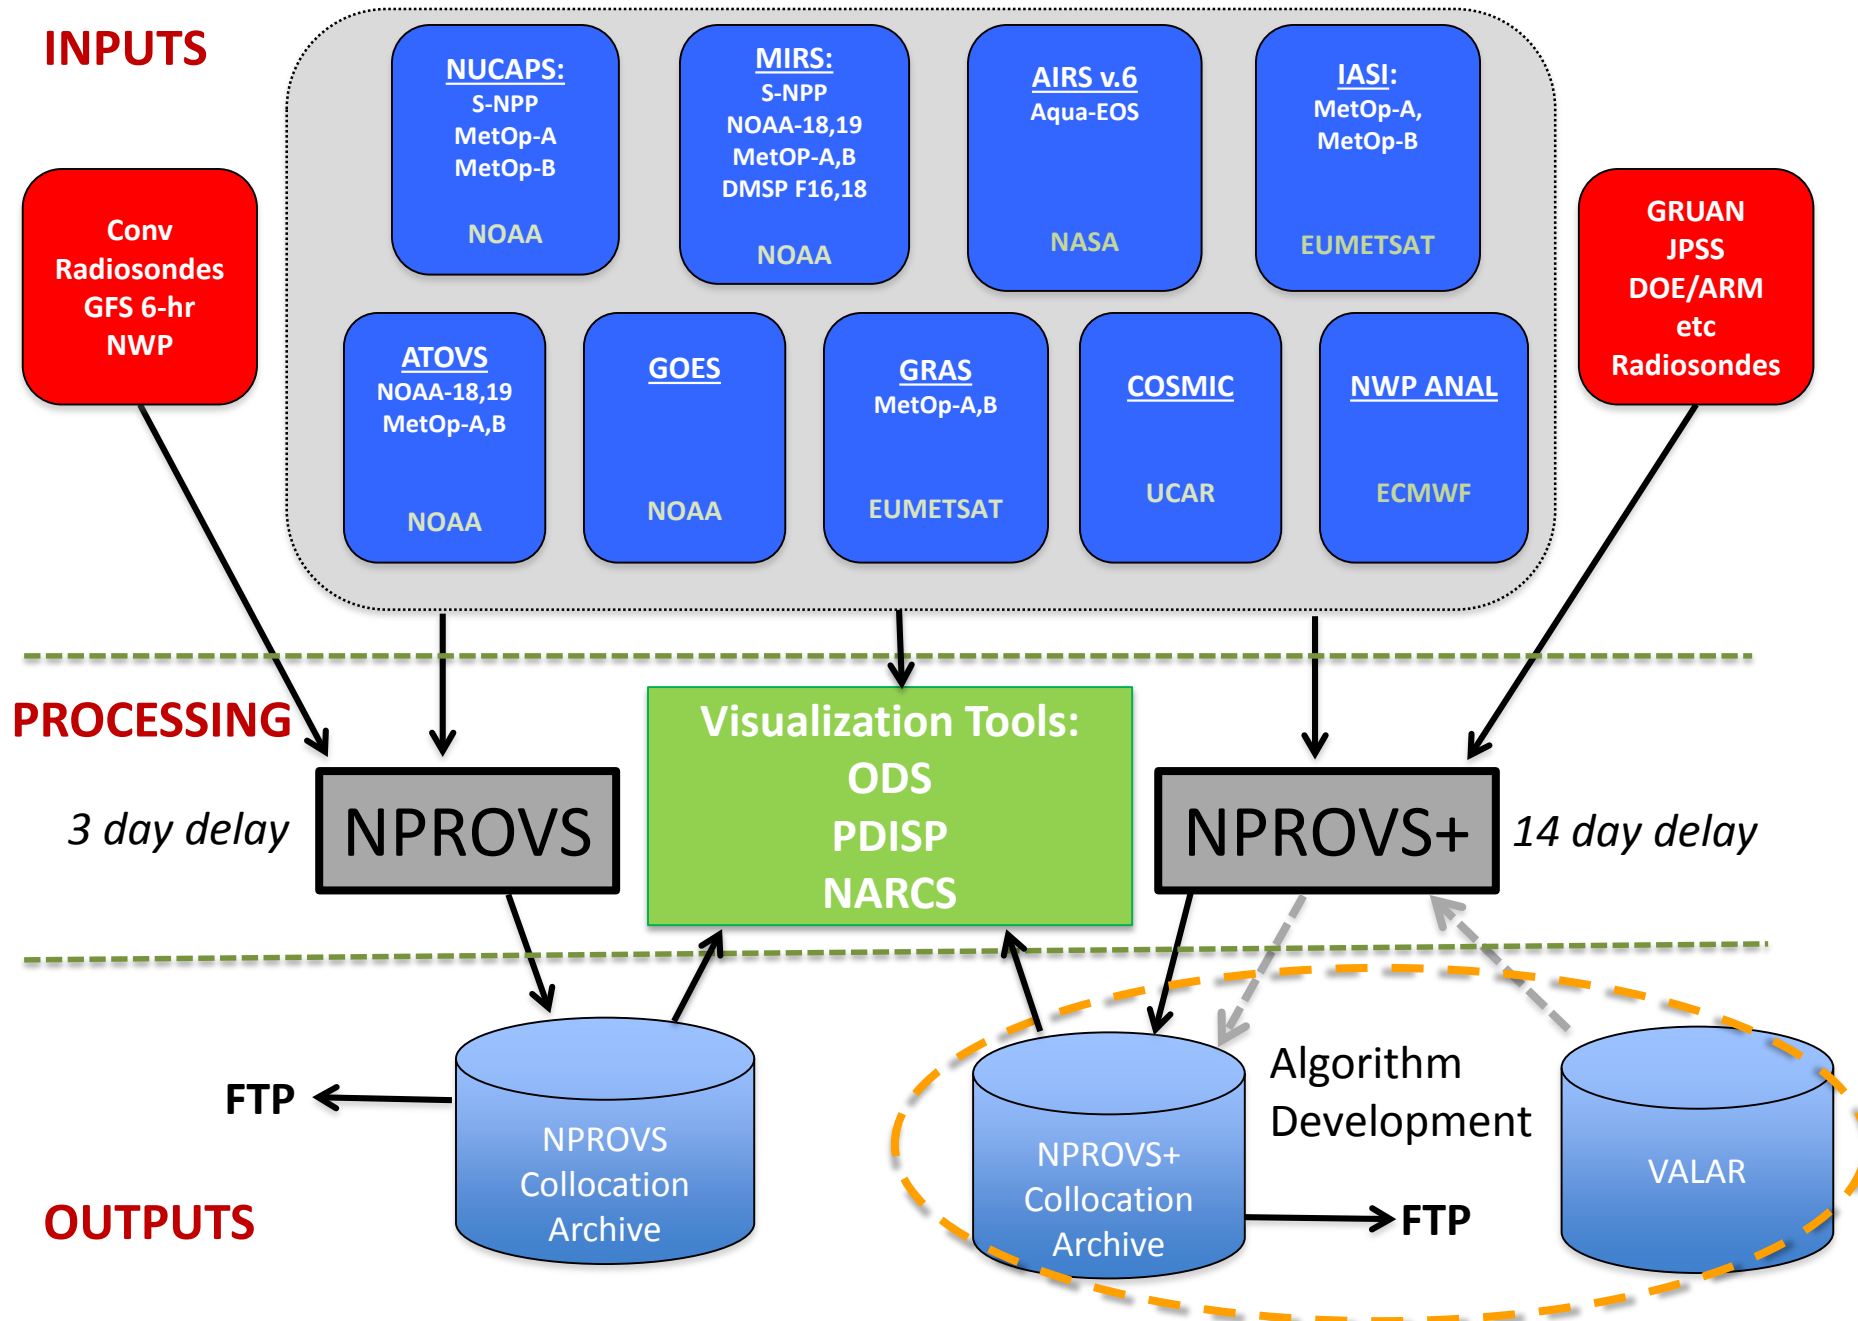 INPUTS
NUCAPS:
S-NPP
MetOp-A
MetOp-B
NOAA
MIRS:
S-NPP
NOAA-18,19
MetOP-A,B
DMSP F16,18
NOAA
AIRS v.6
Aqua-EOS
NASA
IASI:
MetOp-A,
MetOp-B
EUMETSAT
Conv
Radiosondes
GFS 6-hr
NWP
GRUAN
JPSS
DOE/ARM
etc
Radiosondes
ATOVS
NOAA-18,19
MetOp-A,B
NOAA
GOES
NOAA
GRAS
MetOp-A,B
EUMETSAT
COSMIC
UCAR
NWP ANAL
ECMWF
PROCESSING
3 day delay
NPROVS
Visualization Tools:
ODS
PDISP
NARCS
NPROVS+
14 day delay
FTP
NPROVS
Collocation
Archive
NPROVS+
Collocation
Archive
Algorithm
Development
VALAR
FTP
OUTPUTS